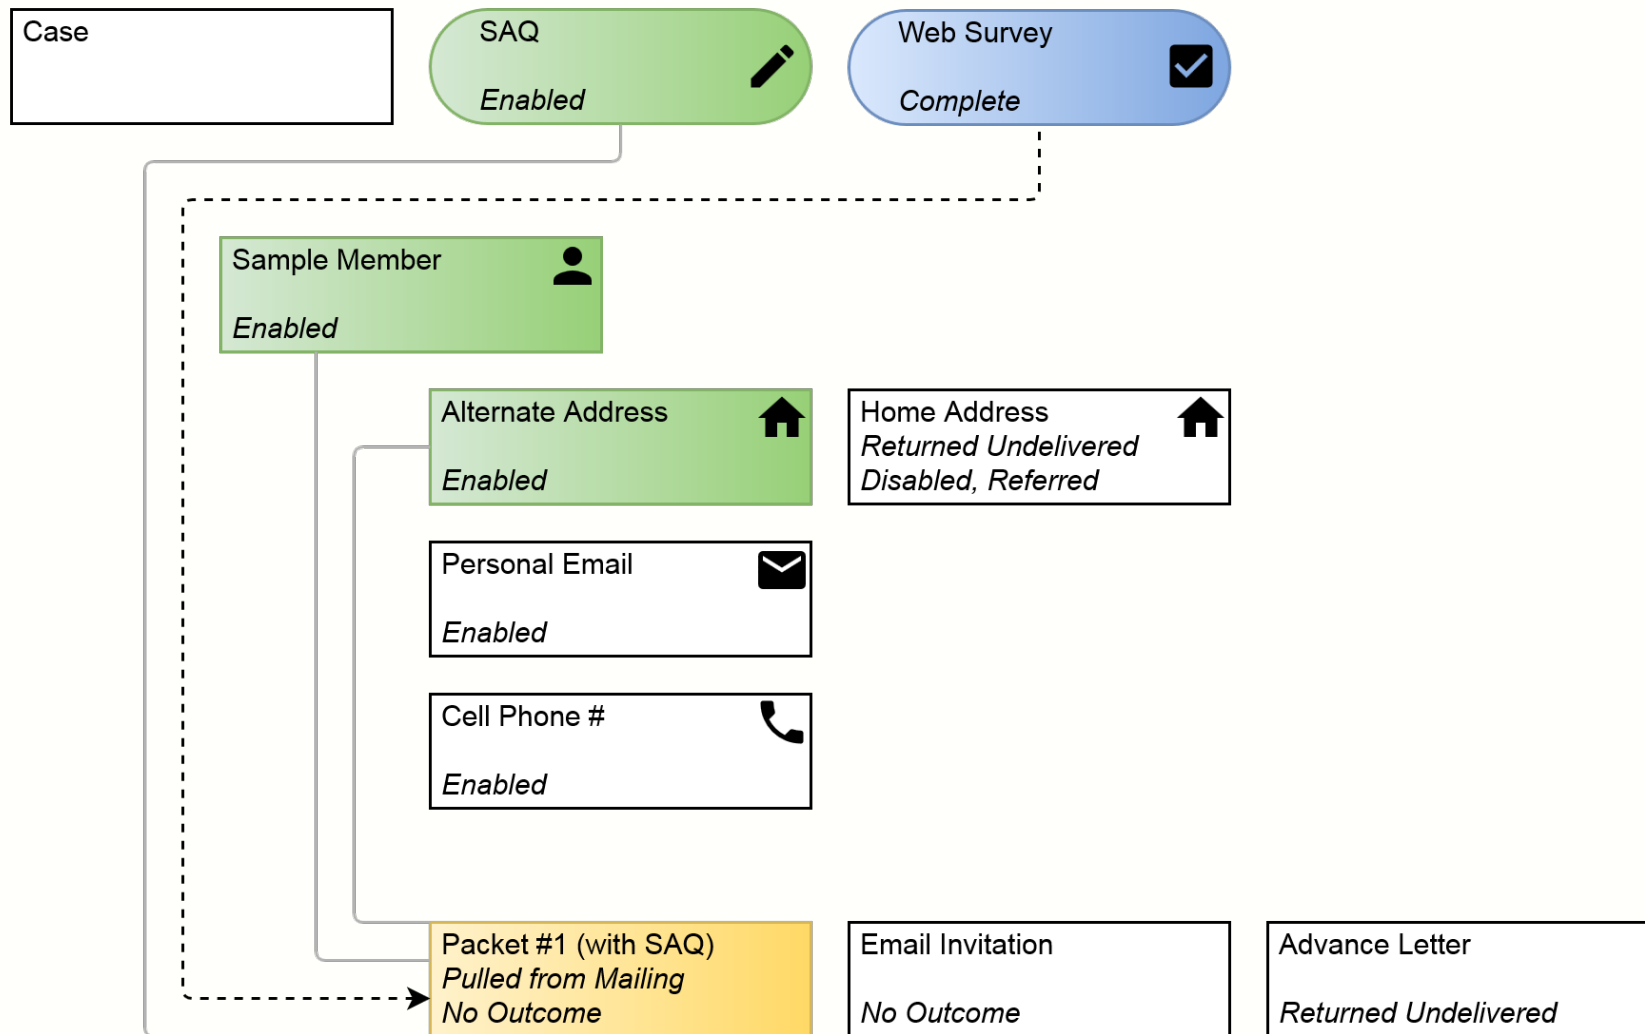 Case
SAQ
Enabled
Web Survey
Complete
Sample Member
Enabled
Alternate Address
Enabled
Home Address
Returned Undelivered
Disabled, Referred
Personal Email
Enabled
Cell Phone #
Enabled
Packet #1 (with SAQ)
Pulled from Mailing
No Outcome
Email Invitation
No Outcome
Advance Letter
Returned Undelivered